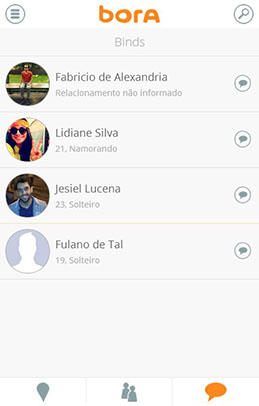 bora
Binds
Fabricio de Alexandria
Relacionamento não informado
Lidiane Silva
21, Namorando
Jesiel Lucena
23, Solteiro
Fulano de Tal
19, Solteiro